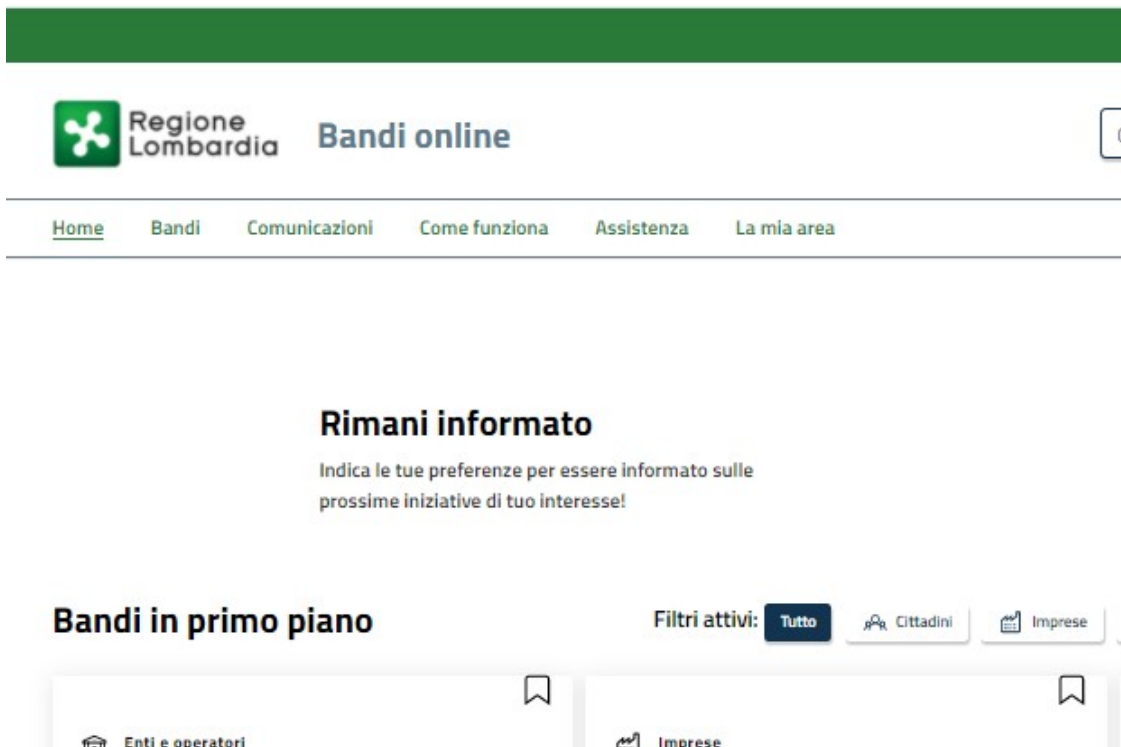 Regione
Lombardia
Bandi online
Home Bandi Comunicazioni Come funziona Assistenza La mia area
Rimani informato
Indica le tue preferenze per essere informato sulle
prossime iniziative di tuo interesse!
Bandi in primo piano
Filtri attivi: Tutto Cittadini Imprese
Enti e operatori
Imprese